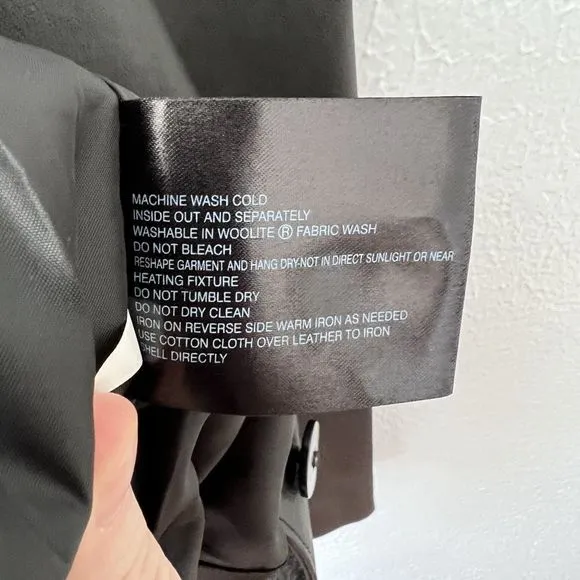 MACHINE WASH COLD
INSIDE OUT AND SEPARATELY
WASHABLE IN WOOLITE ® FABRIC WASH
DO NOT BLEACH
RESHAPE GARMENT AND HANG DRY-NOT IN DIRECT SUNLIGHT OR NEAR
HEATING FIXTURE
DO NOT TUMBLE DRY
DO NOT DRY CLEAN
IRON ON REVERSE SIDE WARM IRON AS NEEDED
USE COTTON CLOTH OVER LEATHER TO IRON
SHELL DIRECTLY